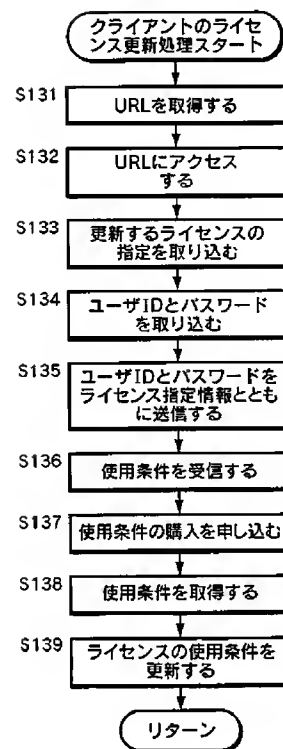 クライアントのライセ
ンス更新処理スタート
S131
URLを取得する
S132
URLにアクセス
する
S133
更新するライセンスの
指定を取り込む
S134
ユーザIDとパスワード
を取り込む
S135
ユーザIDとパスワードを
ライセンス指定情報ととも
に送信する
S136
使用条件を受信する
S137
使用条件の購入を申し込む
S138
使用条件を取得する
S139
ライセンスの使用条件を
更新する
リターン